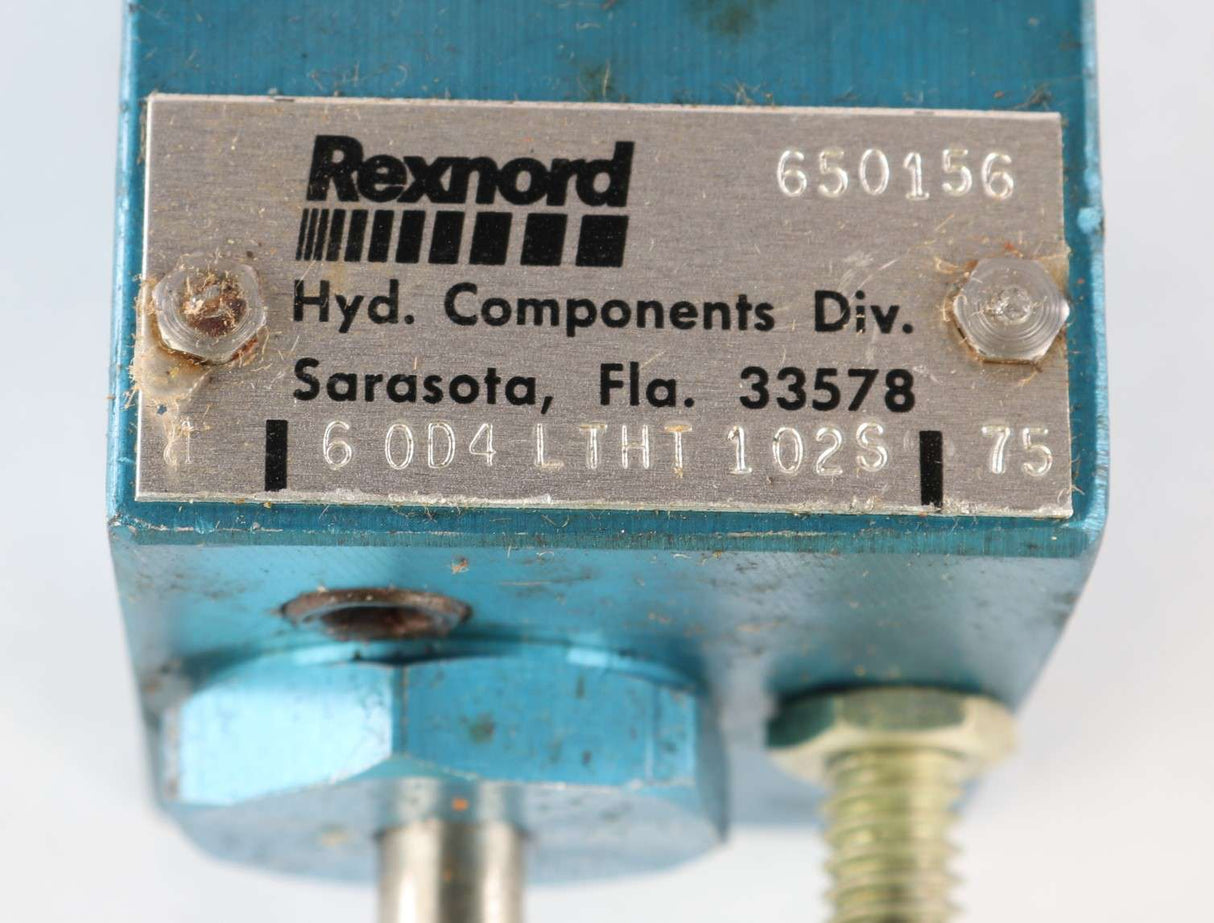 Rexnord 650156
Hyd. Components Div.
Sarasota, Fla. 33578
6 0D4 LTHT 102S 75